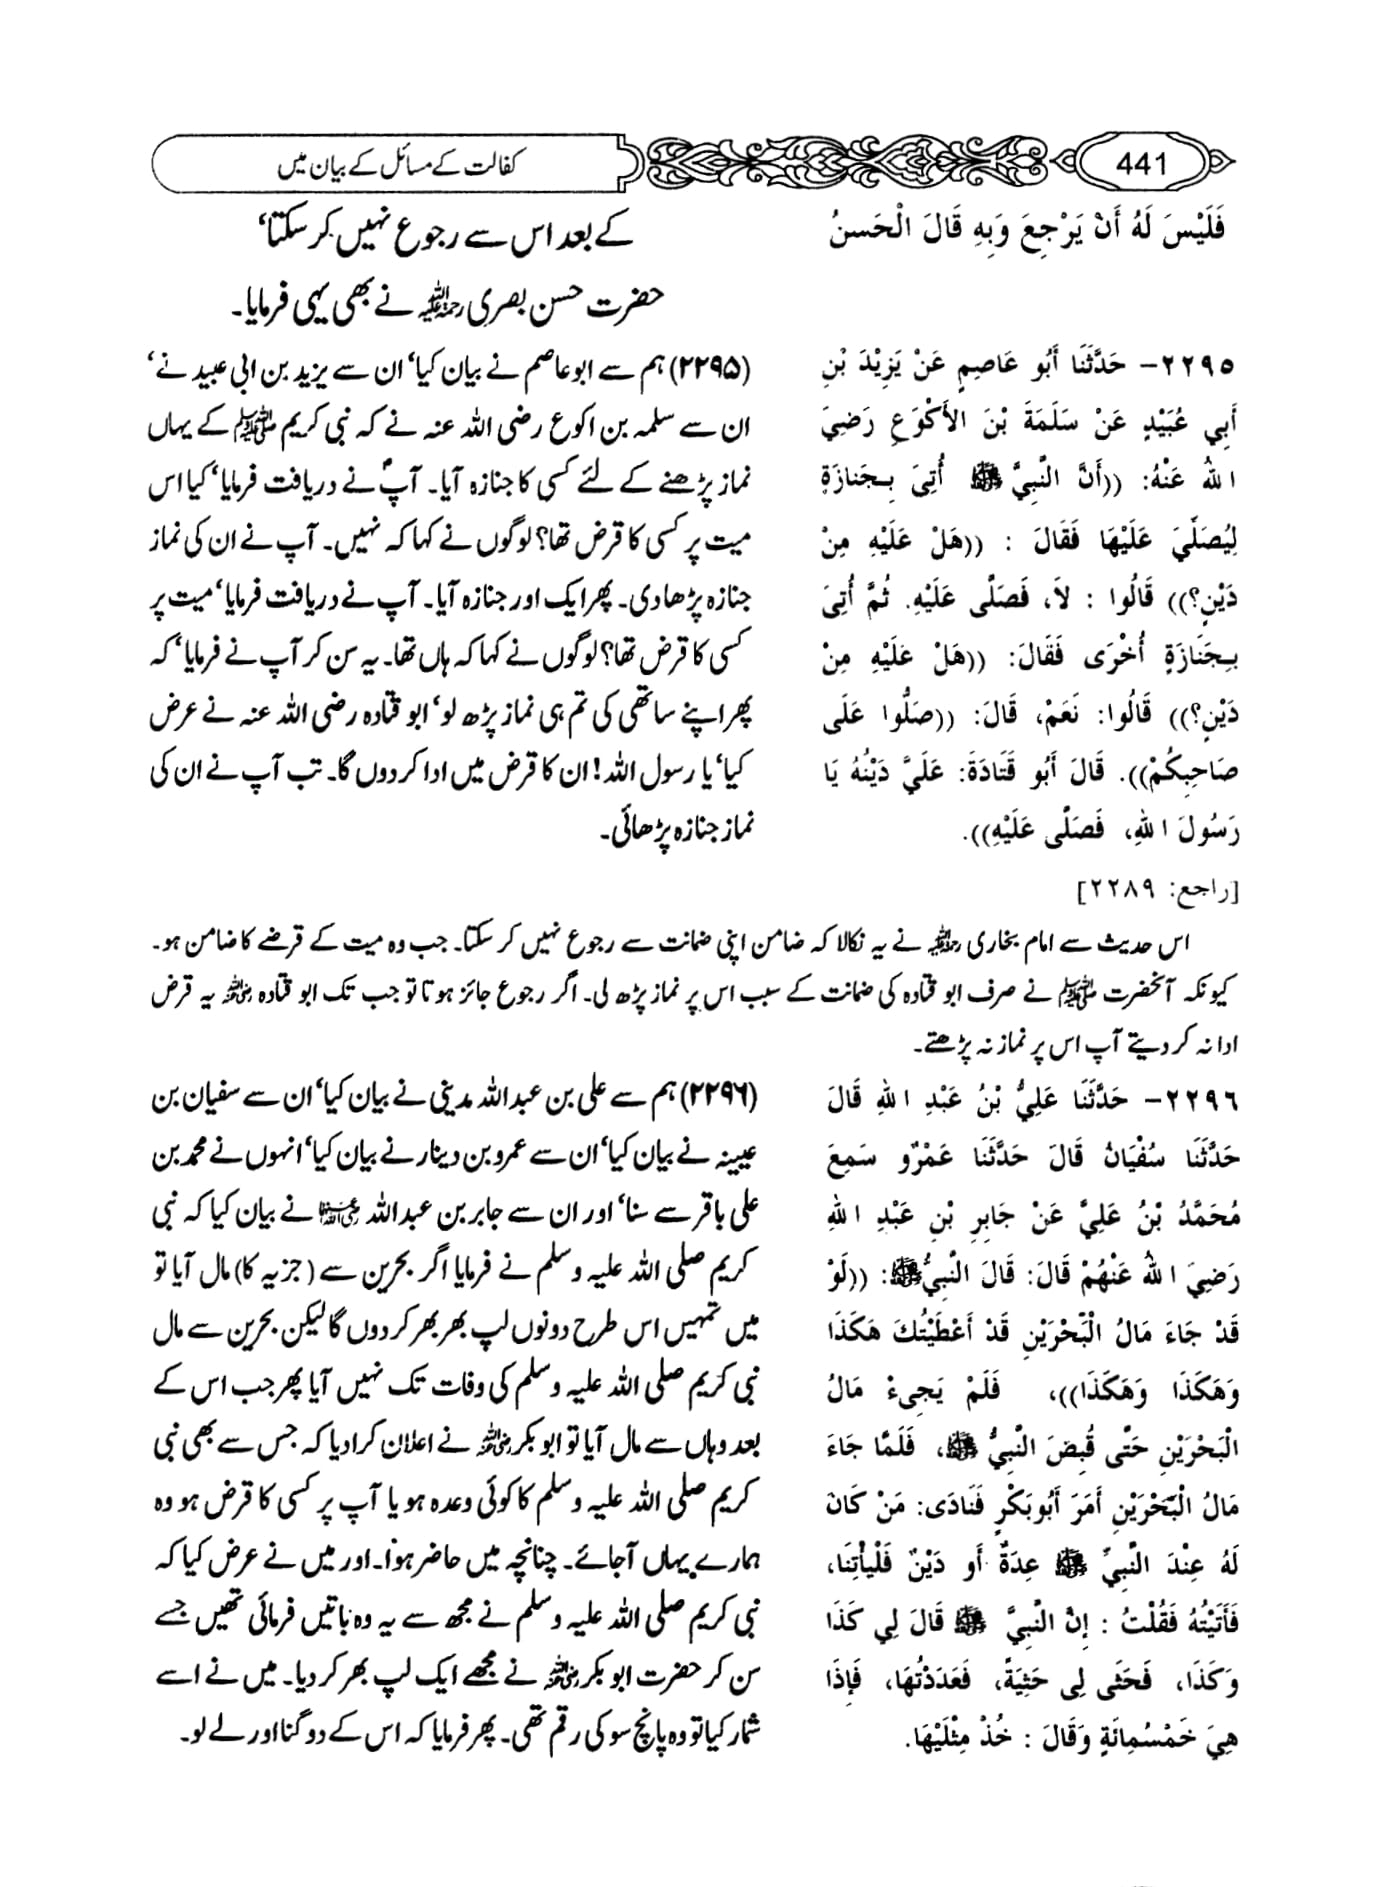 441
کفالت کے مسائل کے بیان میں
فَلَيْسَ لَهُ أَنْ يَرْجِعَ وَبِهِ قَالَ الْحَسَنُ
کے بعد اس سے رجوع نہیں کر سکتا‘
حضرت حسن بصری رحمۃ اللہ علیہ نے بھی یہی فرمایا۔
٢٢٩٥- حَدَّثَنَا أَبُو عَاصِمٍ عَنْ يَزِيْدَ بْنِ
أَبِي عُبَيْدٍ عَنْ سَلَمَةَ بْنَ الأَكْوَعِ رَضِيَ
اللهُ عَنْهُ: ((أَنَّ النَّبِيَّ ﷺ أُتِيَ بِجَنازَةٍ
لِيُصَلِّيَ عَلَيْهَا فَقَالَ : ((هَلْ عَلَيْهِ مِنْ
دَيْنٍ؟)) قَالُوا : لاَ، فَصَلَّى عَلَيْهِ. ثُمَّ أُتِيَ
بِجَنَازَةٍ أُخْرَى فَقَالَ: ((هَلْ عَلَيْهِ مِنْ
دَيْنٍ؟)) قَالُوا: نَعَمْ، قَالَ: ((صَلُّوا عَلَى
صَاحِبِكُمْ)). قَالَ أَبُو قَتَادَةَ: عَلَيَّ دَيْنُهُ يَا
رَسُولَ اللهِ، فَصَلَّى عَلَيْهِ)).
[راجع: ٢٢٨٩]
(۲۲۹۵) ہم سے ابوعاصم نے بیان کیا‘ ان سے یزید بن ابی عبید نے‘
ان سے سلمہ بن اکوع رضی اللہ عنہ نے کہ نبی کریم ﷺ کے یہاں
نماز پڑھنے کے لئے کسی کا جنازہ آیا۔ آپؐ نے دریافت فرمایا‘ کیا اس
میت پر کسی کا قرض تھا؟ لوگوں نے کہا کہ نہیں۔ آپ نے ان کی نماز
جنازہ پڑھا دی۔ پھر ایک اور جنازہ آیا۔ آپ نے دریافت فرمایا‘ میت پر
کسی کا قرض تھا؟ لوگوں نے کہا کہ ہاں تھا۔ یہ سن کر آپ نے فرمایا‘ کہ
پھر اپنے ساتھی کی تم ہی نماز پڑھ لو‘ ابو قتادہ رضی اللہ عنہ نے عرض
کیا‘ یا رسول اللہ! ان کا قرض میں ادا کر دوں گا۔ تب آپ نے ان کی
نماز جنازہ پڑھائی۔
اس حدیث سے امام بخاری رحمۃ اللہ علیہ نے یہ نکالا کہ ضامن اپنی ضمانت سے رجوع نہیں کر سکتا۔ جب وہ میت کے قرضے کا ضامن ہو۔
کیونکہ آنحضرت ﷺ نے صرف ابو قتادہ کی ضمانت کے سبب اس پر نماز پڑھ لی۔ اگر رجوع جائز ہوتا تو جب تک ابو قتادہ رضی اللہ عنہ یہ قرض
ادا نہ کر دیتے آپ اس پر نماز نہ پڑھتے۔
٢٢٩٦- حَدَّثَنَا عَلِيُّ بْنُ عَبْدِ اللهِ قَالَ
حَدَّثَنَا سُفْيَانُ قَالَ حَدَّثَنَا عَمْرٌو سَمِعَ
مُحَمَّدَ بْنُ عَلِيٍّ عَنْ جَابِرِ بْنِ عَبْدِ اللهِ
رَضِيَ اللهُ عَنْهُمْ قَالَ: قَالَ النَّبِيُّ ﷺ: ((لَوْ
قَدْ جَاءَ مَالُ الْبَحْرَيْنِ قَدْ أَعْطَيْتُكَ هَكَذَا
وَهَكَذَا وَهَكَذَا))، فَلَمْ يَجِيءْ مَالُ
الْبَحْرَيْنِ حَتَّى قُبِضَ النَّبِيُّ ﷺ، فَلَمَّا جَاءَ
مَالُ الْبَحْرَيْنِ أَمَرَ أَبُوبَكْرٍ فَنَادَى: مَنْ كَانَ
لَهُ عِنْدَ النَّبِيِّ ﷺ عِدَةٌ أَو دَيْنٌ فَلْيَأْتِنَا،
فَأَتَيْتُهُ فَقُلْتُ : إِنَّ النَّبِيَّ ﷺ قَالَ لِي كَذَا
وَكَذَا، فَحَثَى لِي حَثِيَةً، فَعَدَدْتُهَا، فَإِذَا
هِيَ خَمْسُمِائَةٍ وَقَالَ : خُذْ مِثْلَيْهَا.
(۲۲۹۶) ہم سے علی بن عبداللہ مدینی نے بیان کیا‘ ان سے سفیان بن
عیینہ نے بیان کیا‘ ان سے عمرو بن دینار نے بیان کیا‘ انہوں نے محمد بن
علی باقر سے سنا‘ اور ان سے جابر بن عبداللہ رضی اللہ عنہما نے بیان کیا کہ نبی
کریم صلی اللہ علیہ وسلم نے فرمایا اگر بحرین سے (جزیہ کا) مال آیا تو
میں تمہیں اس طرح دونوں لپ بھر بھر کر دوں گا لیکن بحرین سے مال
نبی کریم صلی اللہ علیہ وسلم کی وفات تک نہیں آیا پھر جب اس کے
بعد وہاں سے مال آیا تو ابو بکر رضی اللہ عنہ نے اعلان کرا دیا کہ جس سے بھی نبی
کریم صلی اللہ علیہ وسلم کا کوئی وعدہ ہو یا آپ پر کسی کا قرض ہو وہ
ہمارے یہاں آجائے۔ چنانچہ میں حاضر ہوا۔ اور میں نے عرض کیا کہ
نبی کریم صلی اللہ علیہ وسلم نے مجھ سے یہ وہ باتیں فرمائی تھیں جسے
سن کر حضرت ابو بکر رضی اللہ عنہ نے مجھے ایک لپ بھر کر دیا۔ میں نے اسے
شمار کیا تو وہ پانچ سو کی رقم تھی۔ پھر فرمایا کہ اس کے دو گنا اور لے لو۔